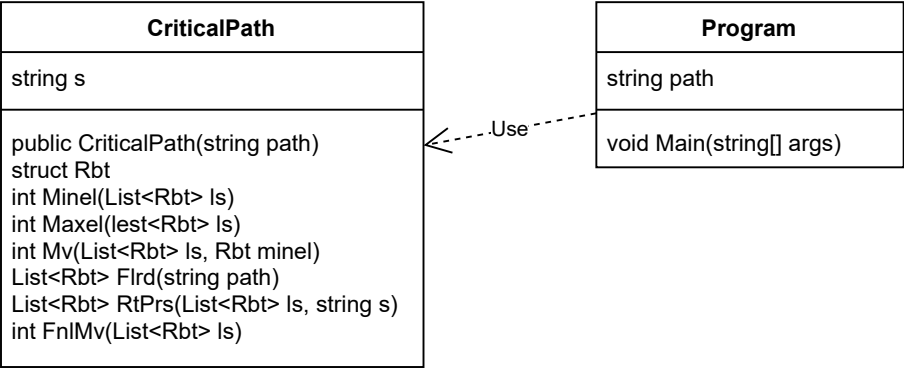 CriticalPath
string s
public CriticalPath(string path)
struct Rbt
int Minel(List<Rbt> ls)
int Maxel(lest<Rbt> ls)
int Mv(List<Rbt> ls, Rbt minel)
List<Rbt> Flrd(string path)
List<Rbt> RtPrs(List<Rbt> ls, string s)
int FnlMv(List<Rbt> ls)
Use
Program
string path
void Main(string[] args)